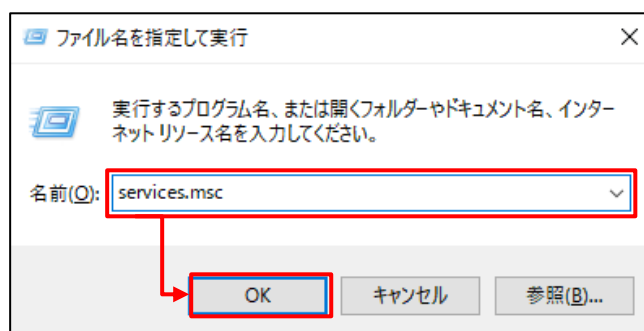 ファイル名を指定して実行
実行するプログラム名、または開くフォルダーやドキュメント名、インター
ネット リソース名を入力してください。
名前(O): services.msc
OK キャンセル 参照(B)...